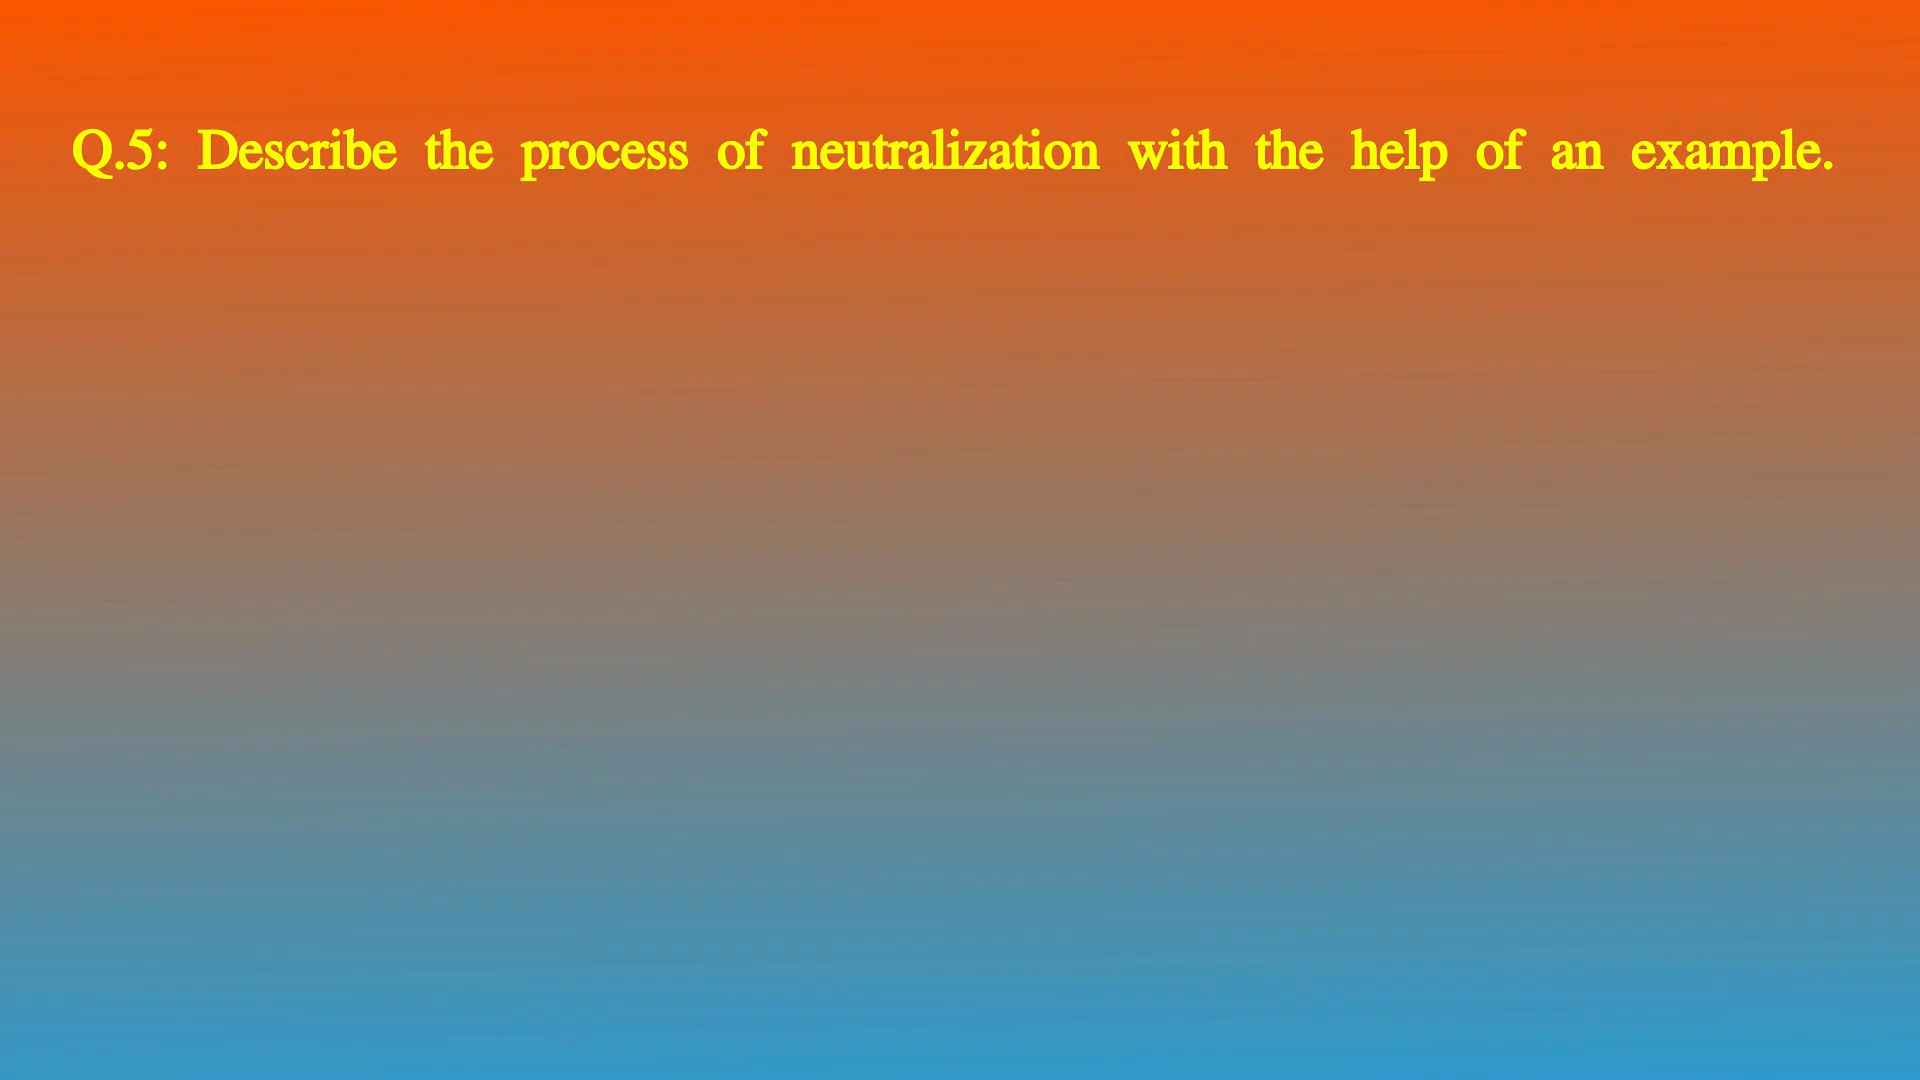 Q.5: Describe the process of neutralization with the help of an example.